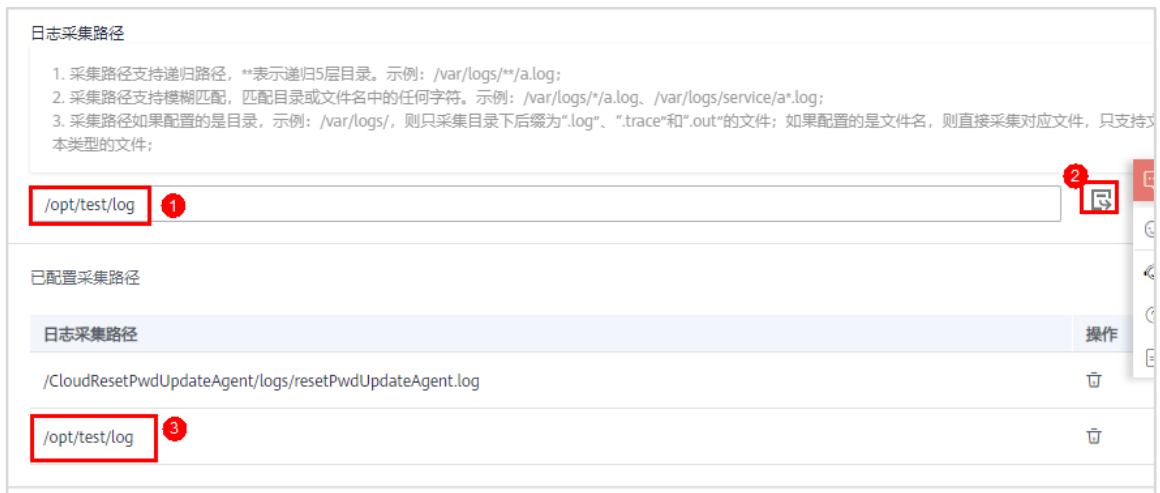 日志采集路径
1. 采集路径支持递归路径，**表示递归5层目录。示例：/var/logs/**/a.log；
2. 采集路径支持模糊匹配，匹配目录或文件名中的任何字符。示例：/var/logs/*/a.log、/var/logs/service/a*.log；
3. 采集路径如果配置的是目录，示例：/var/logs/，则只采集目录下后缀为“.log”、“.trace”和“.out”的文件；如果配置的是文件名，则直接采集对应文件，只支持文
本类型的文件；
2
/opt/test/log 1
已配置采集路径
日志采集路径 操作
/CloudResetPwdUpdateAgent/logs/resetPwdUpdateAgent.log
/opt/test/log 3